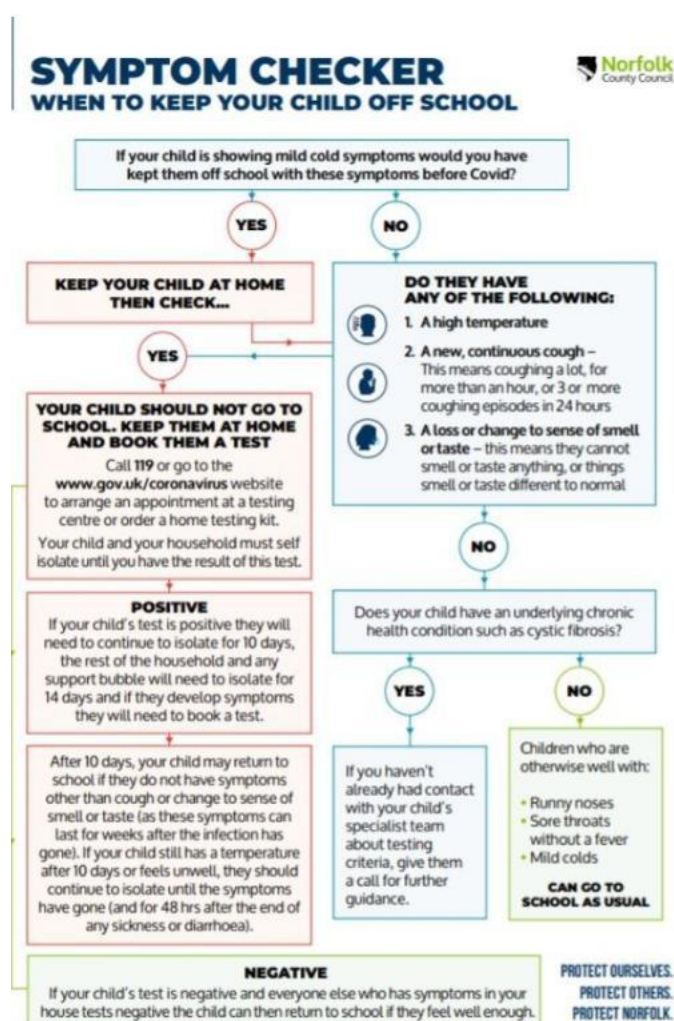 SYMPTOM CHECKER
WHEN TO KEEP YOUR CHILD OFF SCHOOL
Norfolk
County Council
If your child is showing mild cold symptoms would you have
kept them off school with these symptoms before Covid?
YES
NO
KEEP YOUR CHILD AT HOME
THEN CHECK...
DO THEY HAVE
ANY OF THE FOLLOWING:
1. A high temperature
2. A new, continuous cough –
This means coughing a lot, for
more than an hour, or 3 or more
coughing episodes in 24 hours
3. A loss or change to sense of smell
or taste – this means they cannot
smell or taste anything, or things
smell or taste different to normal
YES
YOUR CHILD SHOULD NOT GO TO
SCHOOL. KEEP THEM AT HOME
AND BOOK THEM A TEST
Call 119 or go to the
www.gov.uk/coronavirus website
to arrange an appointment at a testing
centre or order a home testing kit.
Your child and your household must self
isolate until you have the result of this test.
NO
POSITIVE
If your child's test is positive they will
need to continue to isolate for 10 days,
the rest of the household and any
support bubble will need to isolate for
14 days and if they develop symptoms
they will need to book a test.
Does your child have an underlying chronic
health condition such as cystic fibrosis?
YES
NO
After 10 days, your child may return to
school if they do not have symptoms
other than cough or change to sense of
smell or taste (as these symptoms can
last for weeks after the infection has
gone). If your child still has a temperature
after 10 days or feels unwell, they should
continue to isolate until the symptoms
have gone (and for 48 hrs after the end of
any sickness or diarrhoea).
If you haven't
already had contact
with your child's
specialist team
about testing
criteria, give them
a call for further
guidance.
Children who are
otherwise well with:
• Runny noses
• Sore throats
without a fever
• Mild colds
CAN GO TO
SCHOOL AS USUAL
NEGATIVE
If your child's test is negative and everyone else who has symptoms in your
house tests negative the child can then return to school if they feel well enough.
PROTECT OURSELVES.
PROTECT OTHERS.
PROTECT NORFOLK.